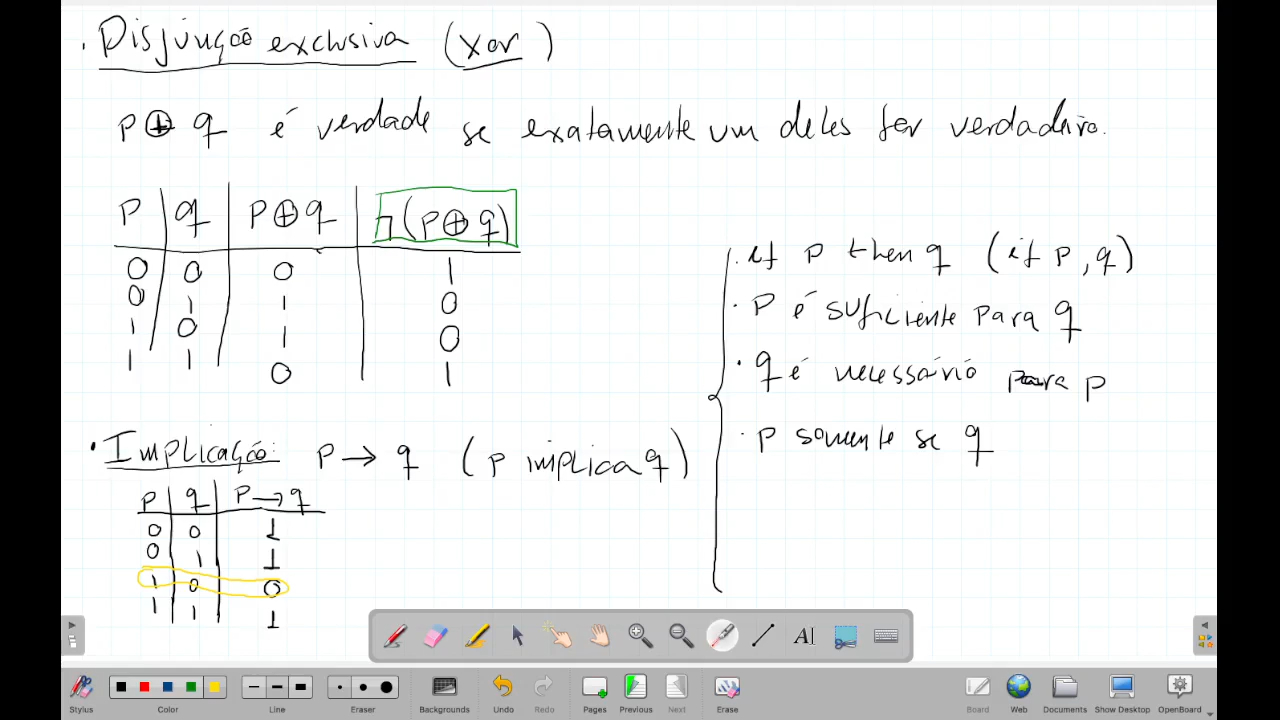 · Disjunção exclusiva (xor)
p ⊕ q é verdade se exatamente um deles for verdadeiro.
p | q | p ⊕ q | ¬(p ⊕ q)
0 | 0 | 0 | 1
0 | 1 | 1 | 0
1 | 0 | 1 | 0
1 | 1 | 0 | 1
· Implicação: p → q (p implica q)
p | q | p → q
0 | 0 | 1
0 | 1 | 1
1 | 0 | 0
1 | 1 | 1
· if p then q (if p, q)
· p é suficiente para q
· q é necessário para p
· p somente se q
AI
Stylus
Color
Line
Eraser
Backgrounds
Undo
Redo
Pages
Previous
Next
Erase
Board
Web
Documents
Show Desktop
OpenBoard